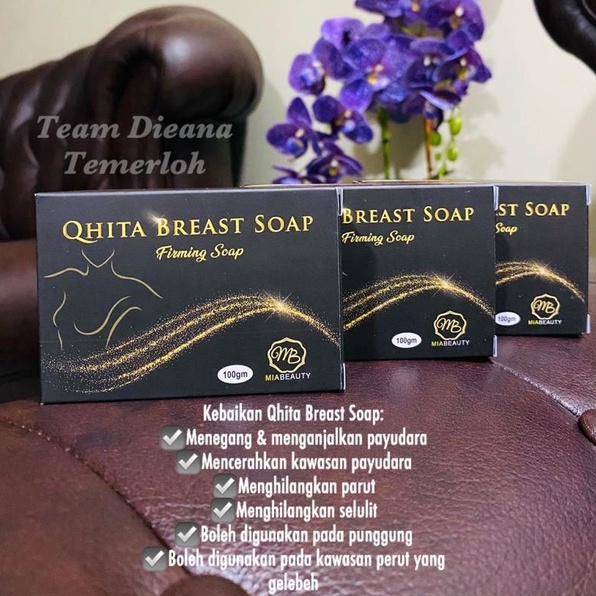 Team Dieana
Temerloh
QHITA BREAST SOAP
Firming Soap
100gm
MB
MIABEAUTY
BREAST SOAP
Firming Soap
100gm
MB
MIABEAUTY
BREAST SOAP
Firming Soap
100gm
MB
MIABEAUTY
Kebaikan Qhita Breast Soap:
✔Menegang & menganjalkan payudara
✔Mencerahkan kawasan payudara
✔Menghilangkan parut
✔Menghilangkan selulit
✔Boleh digunakan pada punggung
✔Boleh digunakan pada kawasan perut yang
gelebeh